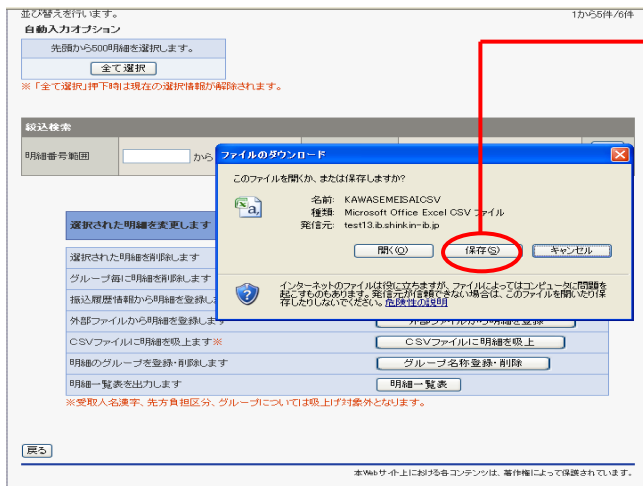 並び替えを行います。
1から5件/6件
自動入力オプション
先頭から500明細を選択します。
全て選択
※「全て選択」押下時は現在の選択情報が解除されます。
絞込検索
明細番号範囲
から
ファイルのダウンロード
このファイルを開くか、または保存しますか?
名前: KAWASEMEISAICSV
種類: Microsoft Office Excel CSV ファイル
発信元: test13.ib.shinkin-ib.jp
開く(O)
保存(S)
キャンセル
インターネットのファイルは役に立ちますが、ファイルによってはコンピュータに問題を
起こすものもあります。発信元が信頼できない場合は、このファイルを開いたり保
存したりしないでください。危険性の説明
選択された明細を変更します
選択された明細を削除します
グループ毎に明細を削除します
振込履歴情報から明細を登録し
外部ファイルから明細を登録します
外部ファイルから明細を登録
CSVファイルに明細を吸上ます※
CSVファイルに明細を吸上
明細のグループを登録・削除します
グループ名称登録・削除
明細一覧表を出力します
明細一覧表
※受取人名漢字、先方負担区分、グループについては吸上げ対象外となります。
戻る
本Webサイト上における各コンテンツは、著作権によって保護されています。